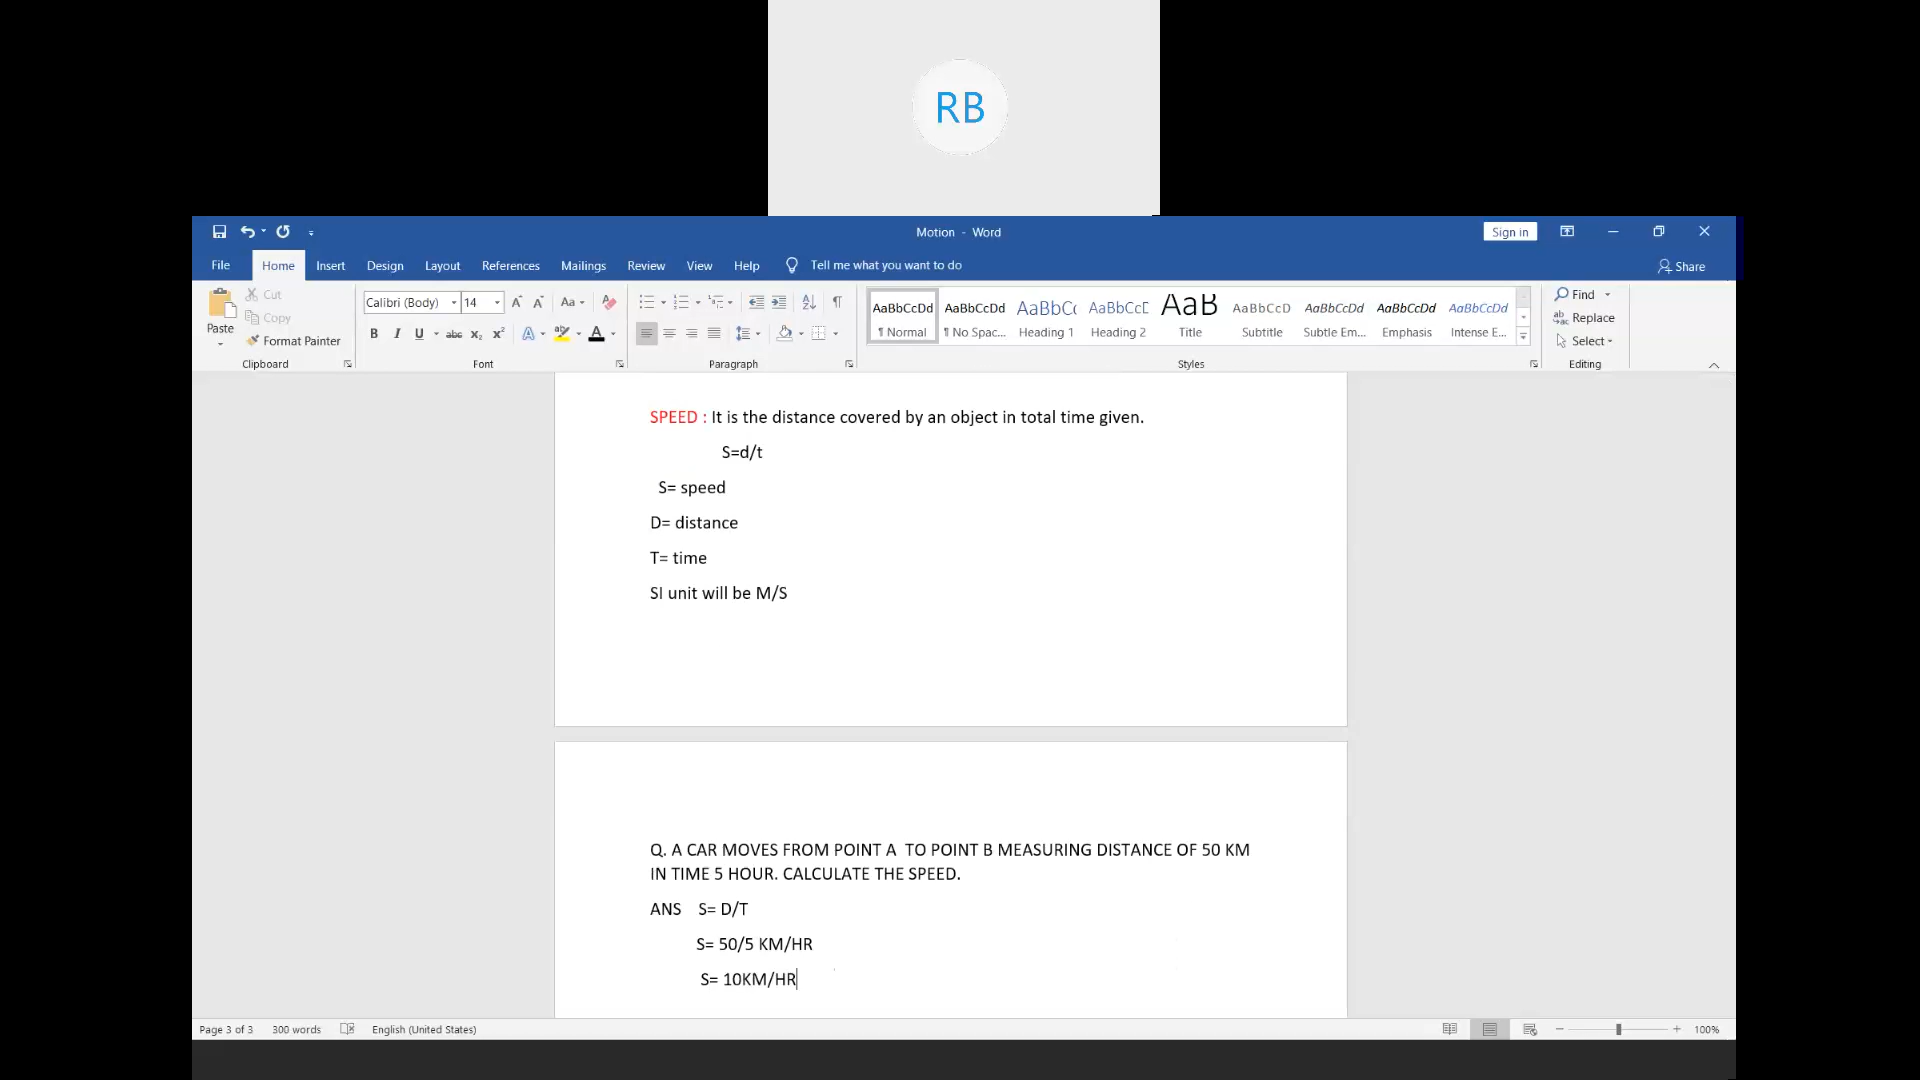 RB
Motion - Word
Sign in
File Home Insert Design Layout References Mailings Review View Help Tell me what you want to do
Share
Paste
Cut
Copy
Format Painter
Clipboard
Calibri (Body) 14
Aa
B I U abc x₂ x² A ab A
Font
Paragraph
AaBbCcDd AaBbCcDd AaBbCc AaBbCcE AaB AaBbCcD AaBbCcDd AaBbCcDd AaBbCcDd
¶ Normal ¶ No Spac... Heading 1 Heading 2 Title Subtitle Subtle Em... Emphasis Intense E...
Styles
Find
Replace
Select
Editing
SPEED : It is the distance covered by an object in total time given.
S=d/t
S= speed
D= distance
T= time
SI unit will be M/S
Q. A CAR MOVES FROM POINT A TO POINT B MEASURING DISTANCE OF 50 KM
IN TIME 5 HOUR. CALCULATE THE SPEED.
ANS S= D/T
S= 50/5 KM/HR
S= 10KM/HR
Page 3 of 3 300 words English (United States) 100%